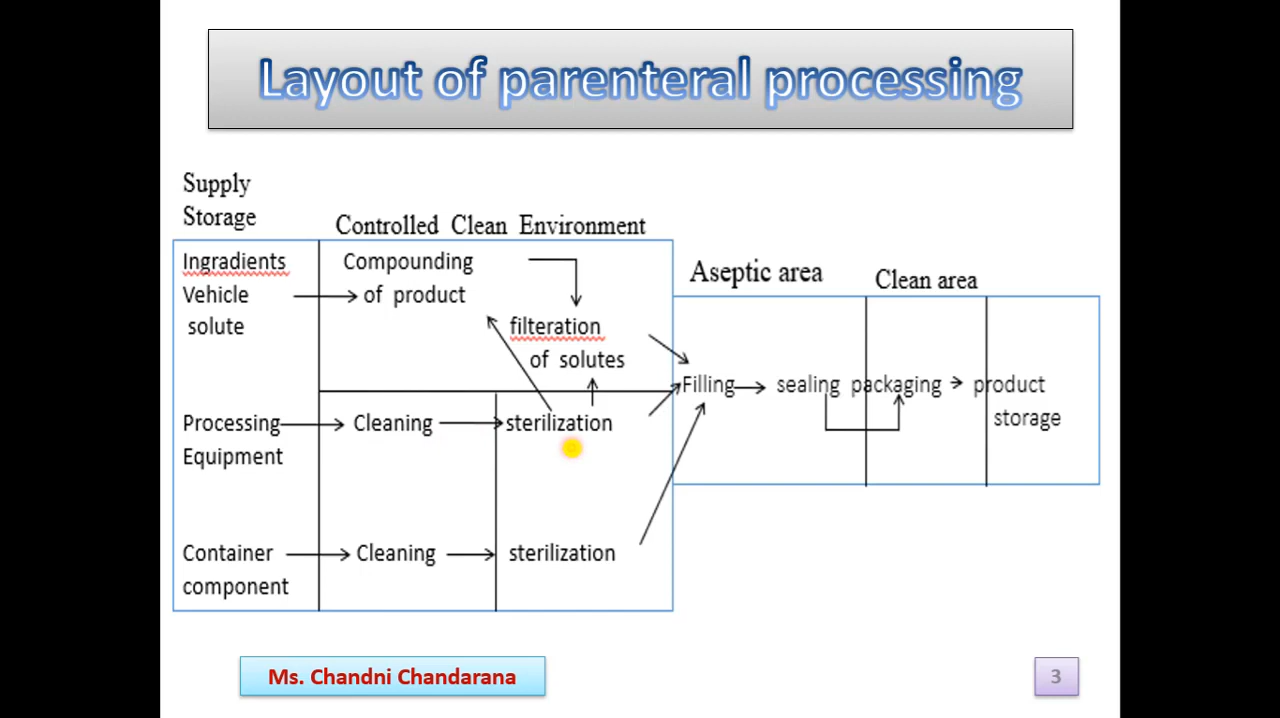 Layout of parenteral processing
Supply
Storage
Controlled Clean Environment
Aseptic area
Clean area
Ingradients
Vehicle
solute
Compounding
of product
filteration
of solutes
Processing
Equipment
Cleaning
sterilization
Filling
sealing
packaging
product
storage
Container
component
Cleaning
sterilization
Ms. Chandni Chandarana
3